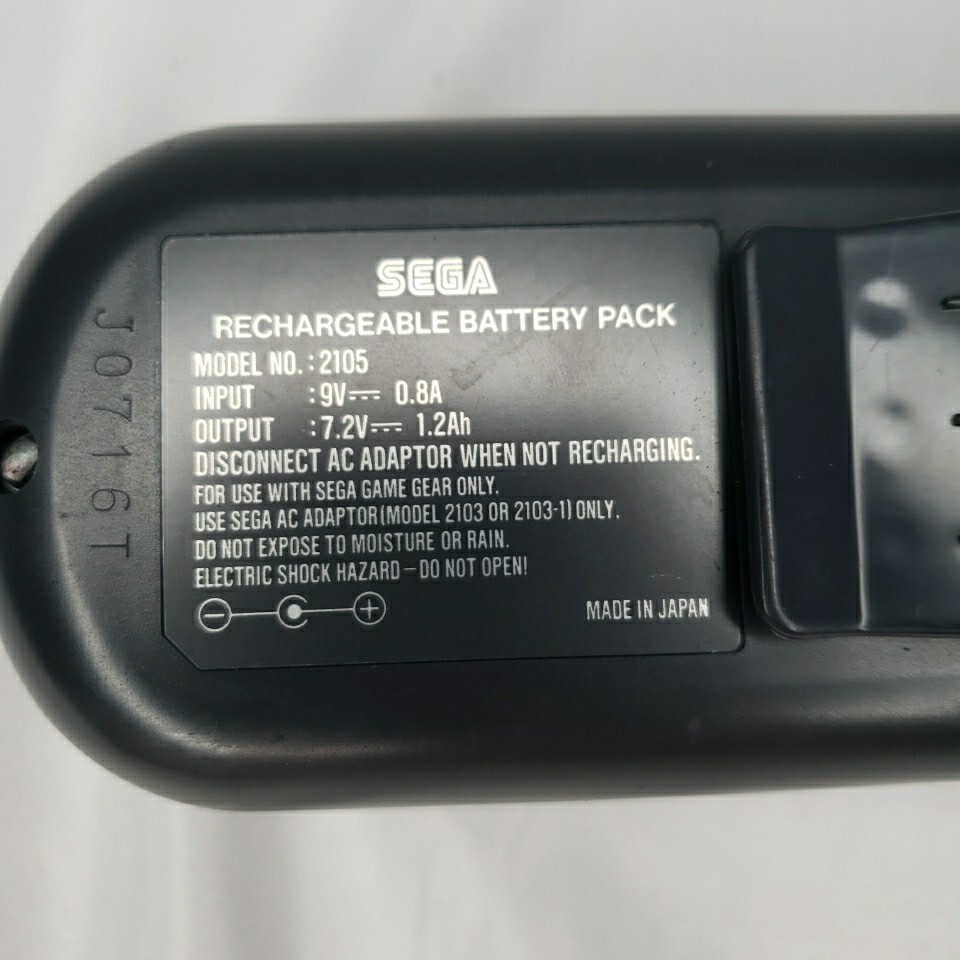 SEGA
RECHARGEABLE BATTERY PACK
MODEL NO.:2105
INPUT :9V⎓ 0.8A
OUTPUT :7.2V⎓ 1.2Ah
DISCONNECT AC ADAPTOR WHEN NOT RECHARGING.
FOR USE WITH SEGA GAME GEAR ONLY.
USE SEGA AC ADAPTOR(MODEL 2103 OR 2103-1) ONLY.
DO NOT EXPOSE TO MOISTURE OR RAIN.
ELECTRIC SHOCK HAZARD–DO NOT OPEN!
MADE IN JAPAN
J0716T